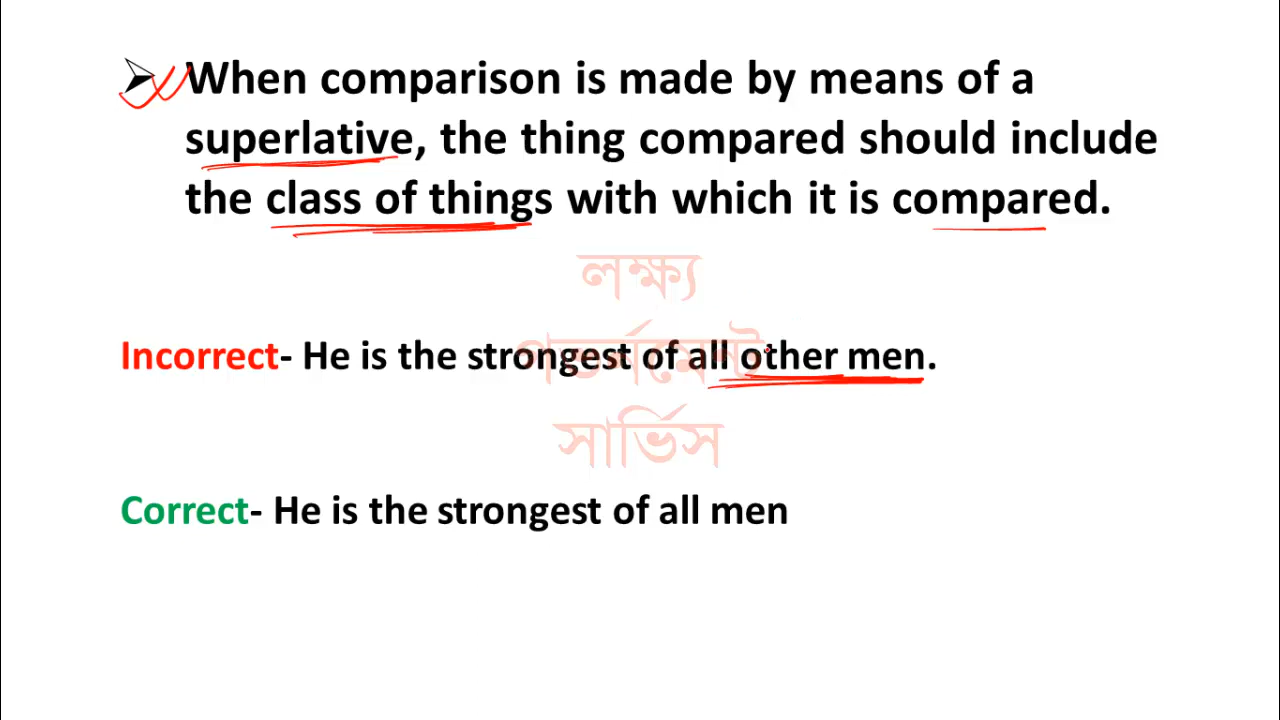 When comparison is made by means of a
superlative, the thing compared should include
the class of things with which it is compared.
লক্ষ্য
গভর্নমেন্ট
Incorrect- He is the strongest of all other men.
সার্ভিস
Correct- He is the strongest of all men